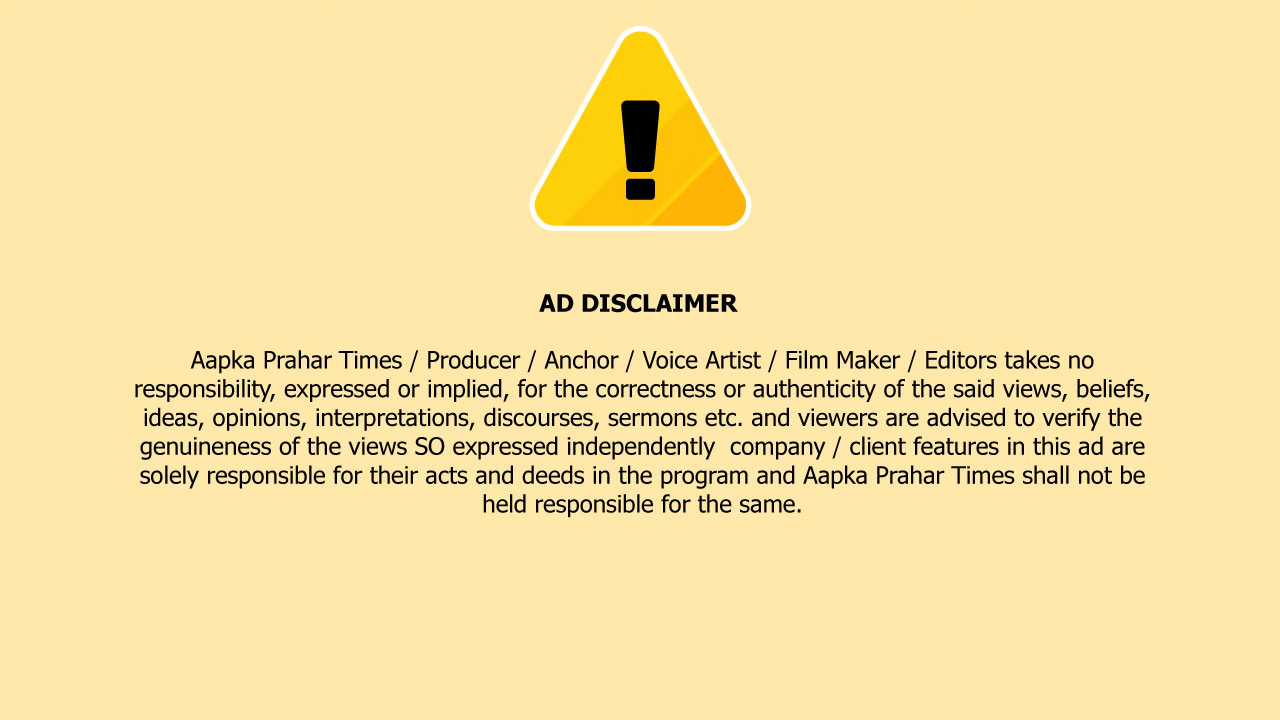 AD DISCLAIMER
Aapka Prahar Times / Producer / Anchor / Voice Artist / Film Maker / Editors takes no
responsibility, expressed or implied, for the correctness or authenticity of the said views, beliefs,
ideas, opinions, interpretations, discourses, sermons etc. and viewers are advised to verify the
genuineness of the views SO expressed independently  company / client features in this ad are
solely responsible for their acts and deeds in the program and Aapka Prahar Times shall not be
held responsible for the same.